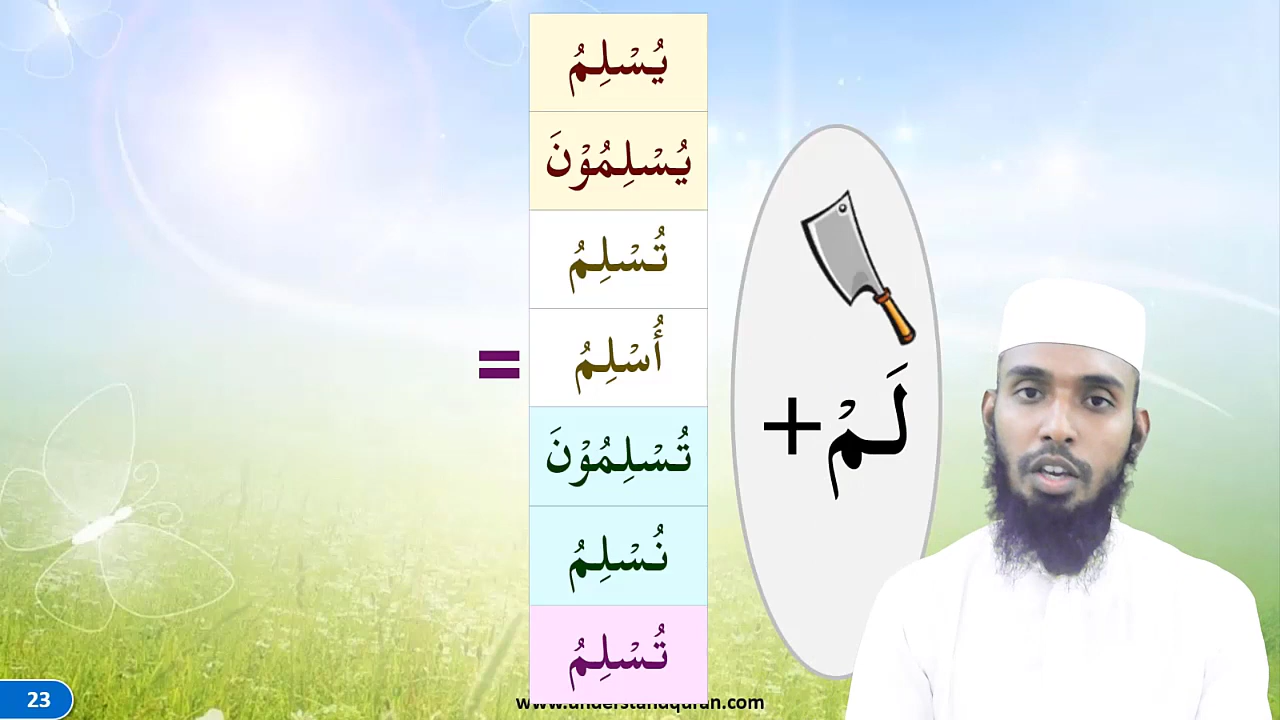 يُسْلِمُ
يُسْلِمُوْنَ
تُسْلِمُ
أُسْلِمُ
تُسْلِمُوْنَ
نُسْلِمُ
تُسْلِمُ
=
لَمْ+
23
www.understandquran.com